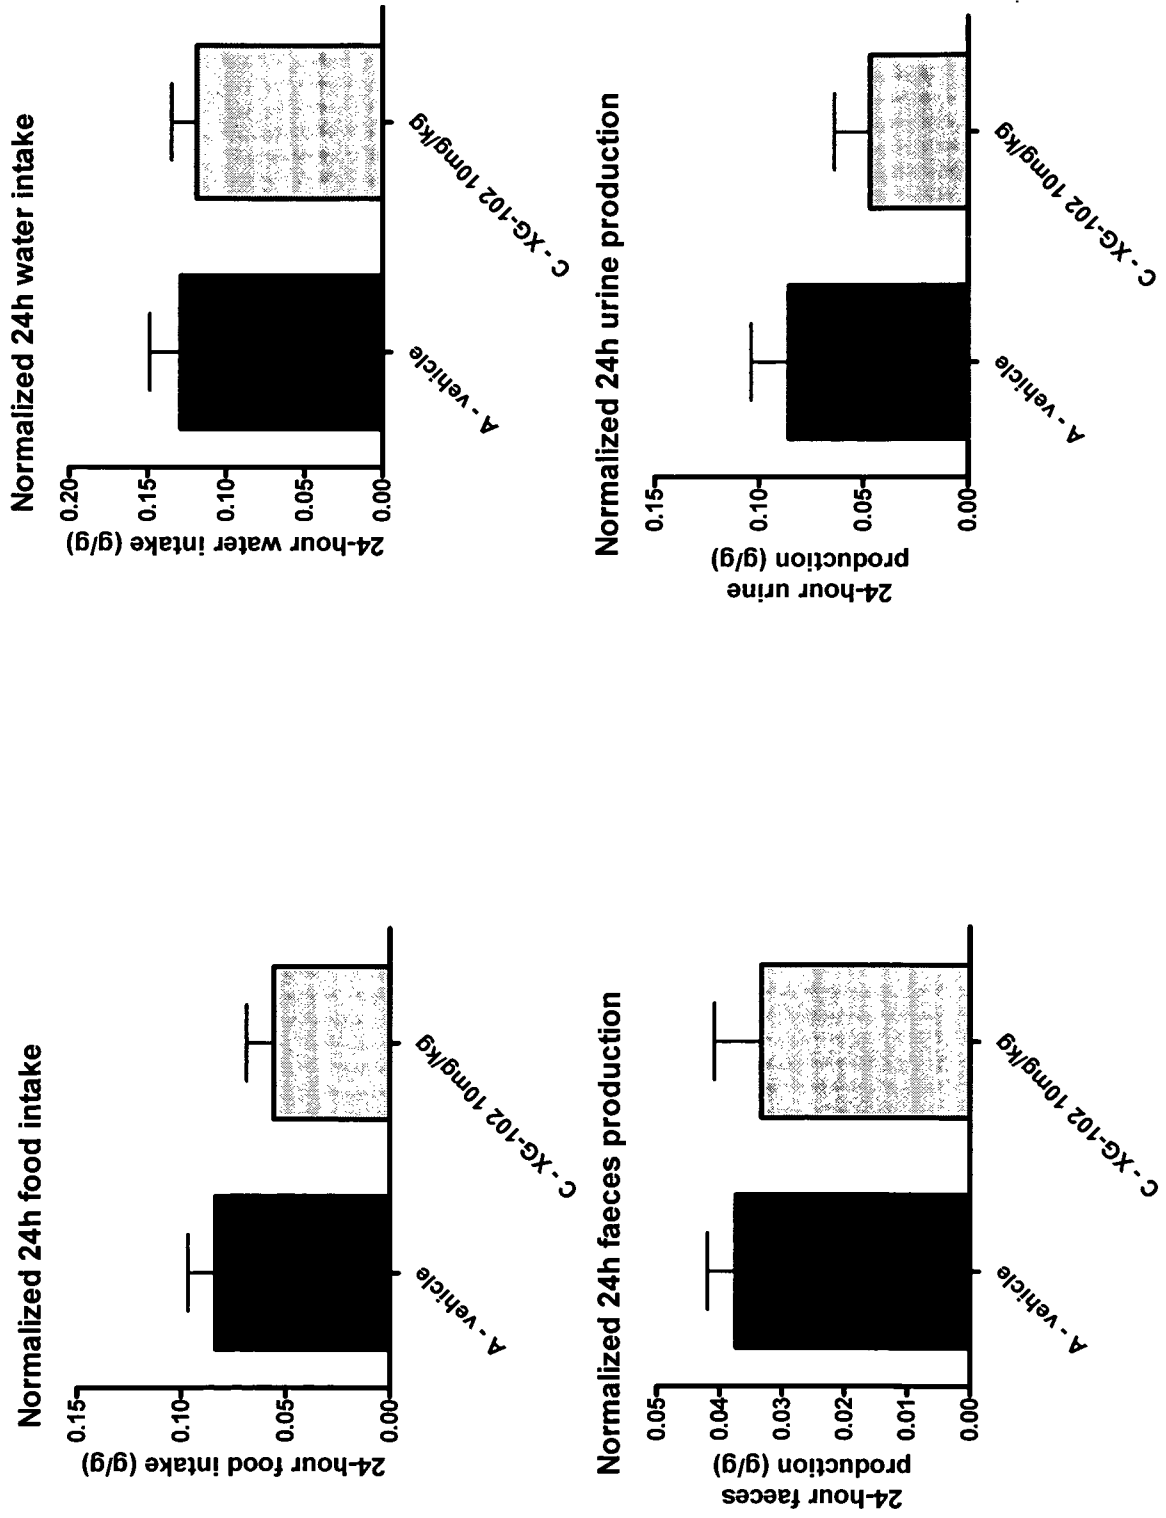 Normalized 24h food intake
24-hour food intake (g/g)
0.15
0.10
0.05
0.00
A - vehicle
C - XG-102 10mg/kg
Normalized 24h water intake
24-hour water intake (g/g)
0.20
0.15
0.10
0.05
0.00
A - vehicle
C - XG-102 10mg/kg
Normalized 24h faeces production
24-hour faeces
production (g/g)
0.05
0.04
0.03
0.02
0.01
0.00
A - vehicle
C - XG-102 10mg/kg
Normalized 24h urine production
24-hour urine
production (g/g)
0.15
0.10
0.05
0.00
A - vehicle
C - XG-102 10mg/kg